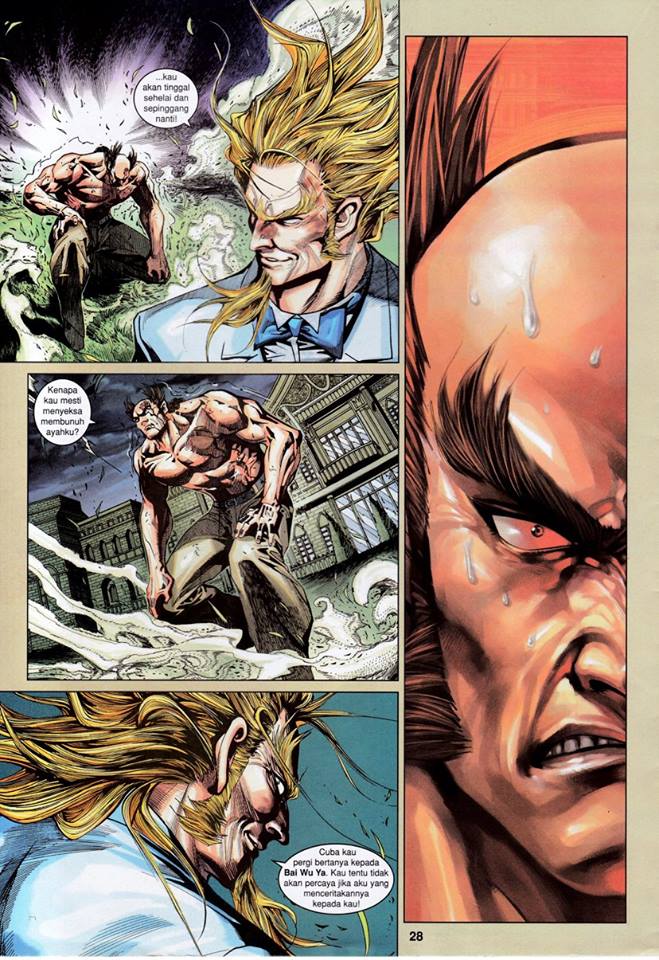 ...kau
akan tinggal
sehelai dan
sepinggang
nanti!
Kenapa
kau mesti
menyeksa
membunuh
ayahku?
Cuba kau
pergi bertanya kepada
Bai Wu Ya. Kau tentu tidak
akan percaya jika aku yang
menceritakannya
kepada kau!
28